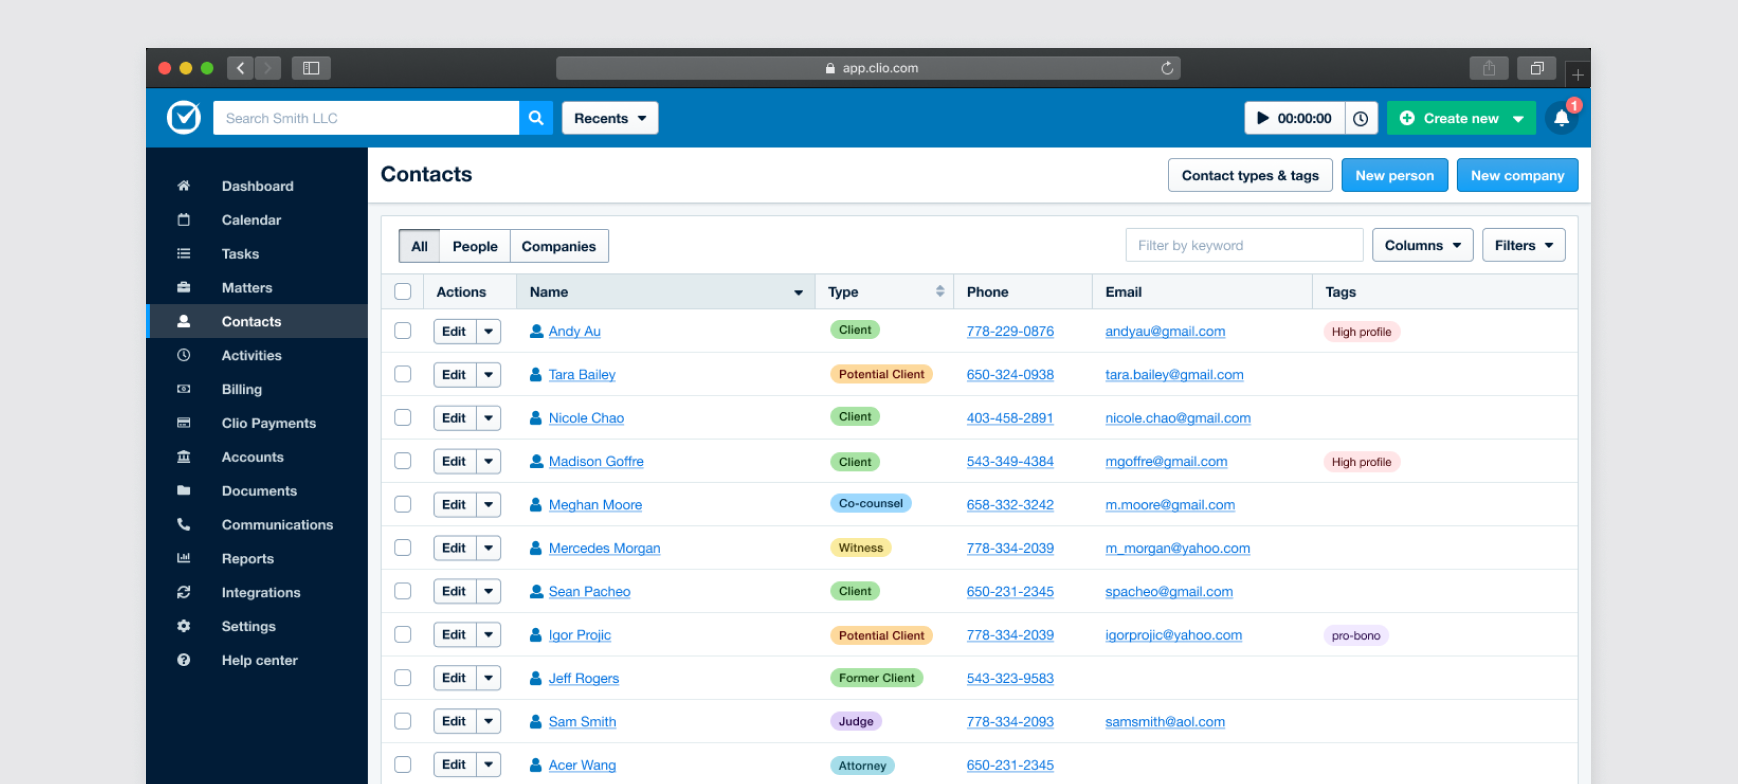 app.clio.com
Search Smith LLC
Recents
00:00:00
Create new
1
Dashboard
Calendar
Tasks
Matters
Contacts
Activities
Billing
Clio Payments
Accounts
Documents
Communications
Reports
Integrations
Settings
Help center
Contacts
Contact types & tags
New person
New company
All People Companies
Filter by keyword
Columns
Filters
Actions Name Type Phone Email Tags
Edit Andy Au Client 778-229-0876 andyau@gmail.com High profile
Edit Tara Bailey Potential Client 650-324-0938 tara.bailey@gmail.com
Edit Nicole Chao Client 403-458-2891 nicole.chao@gmail.com
Edit Madison Goffre Client 543-349-4384 mgoffre@gmail.com High profile
Edit Meghan Moore Co-counsel 658-332-3242 m.moore@gmail.com
Edit Mercedes Morgan Witness 778-334-2039 m_morgan@yahoo.com
Edit Sean Pacheo Client 650-231-2345 spacheo@gmail.com
Edit Igor Projic Potential Client 778-334-2039 igorprojic@yahoo.com pro-bono
Edit Jeff Rogers Former Client 543-323-9583
Edit Sam Smith Judge 778-334-2093 samsmith@aol.com
Edit Acer Wang Attorney 650-231-2345